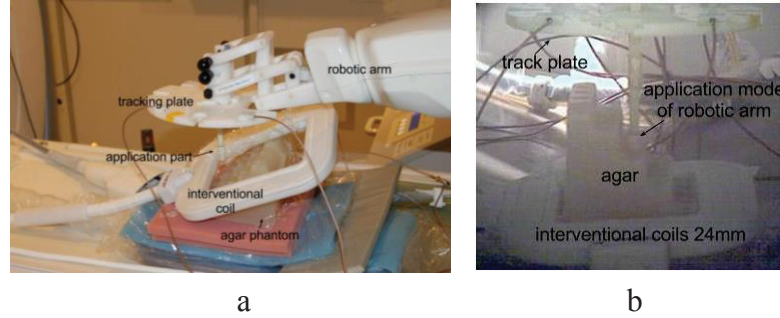 robotic arm
tracking plate
application part
interventional
coil
agar phantom
a
track plate
application mode
of robotic arm
agar
interventional coils 24mm
b